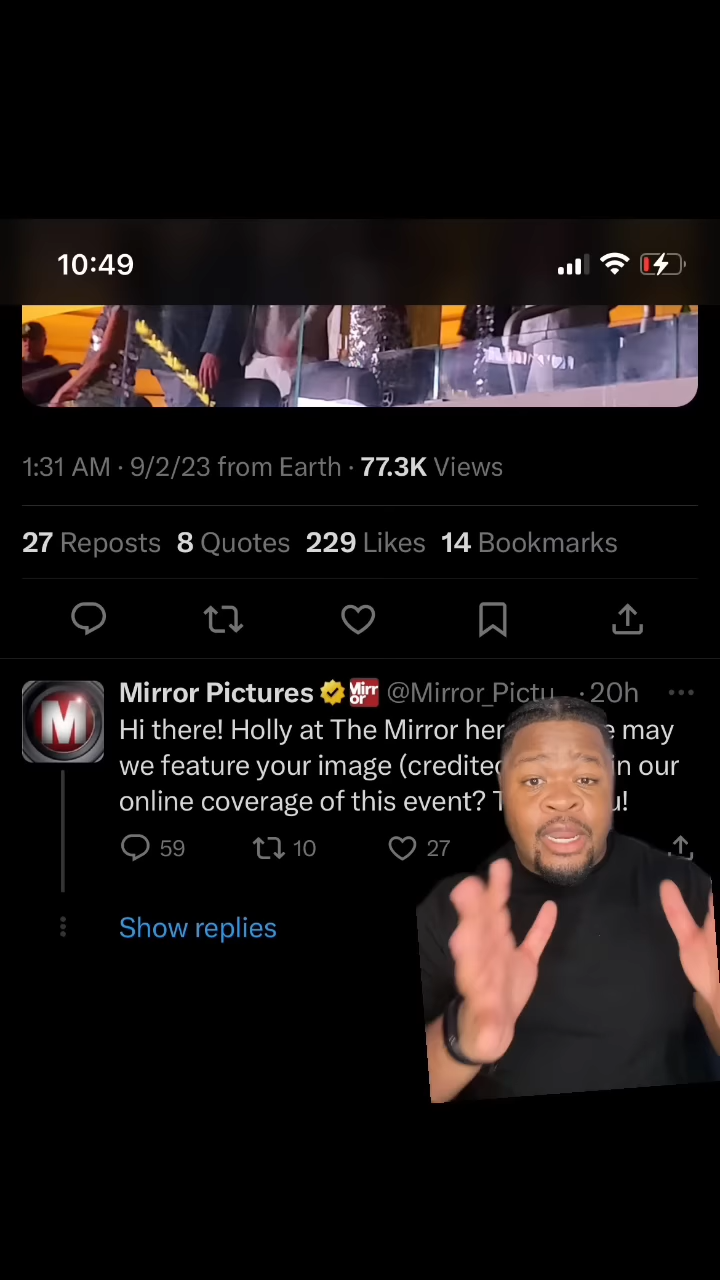 10:49
1:31 AM · 9/2/23 from Earth · 77.3K Views
27 Reposts 8 Quotes 229 Likes 14 Bookmarks
M
Mirror Pictures Mirr or @Mirror_Pictu... · 20h
Hi there! Holly at The Mirror may
we feature your image in our
online coverage of this event?
59 10 27
Show replies